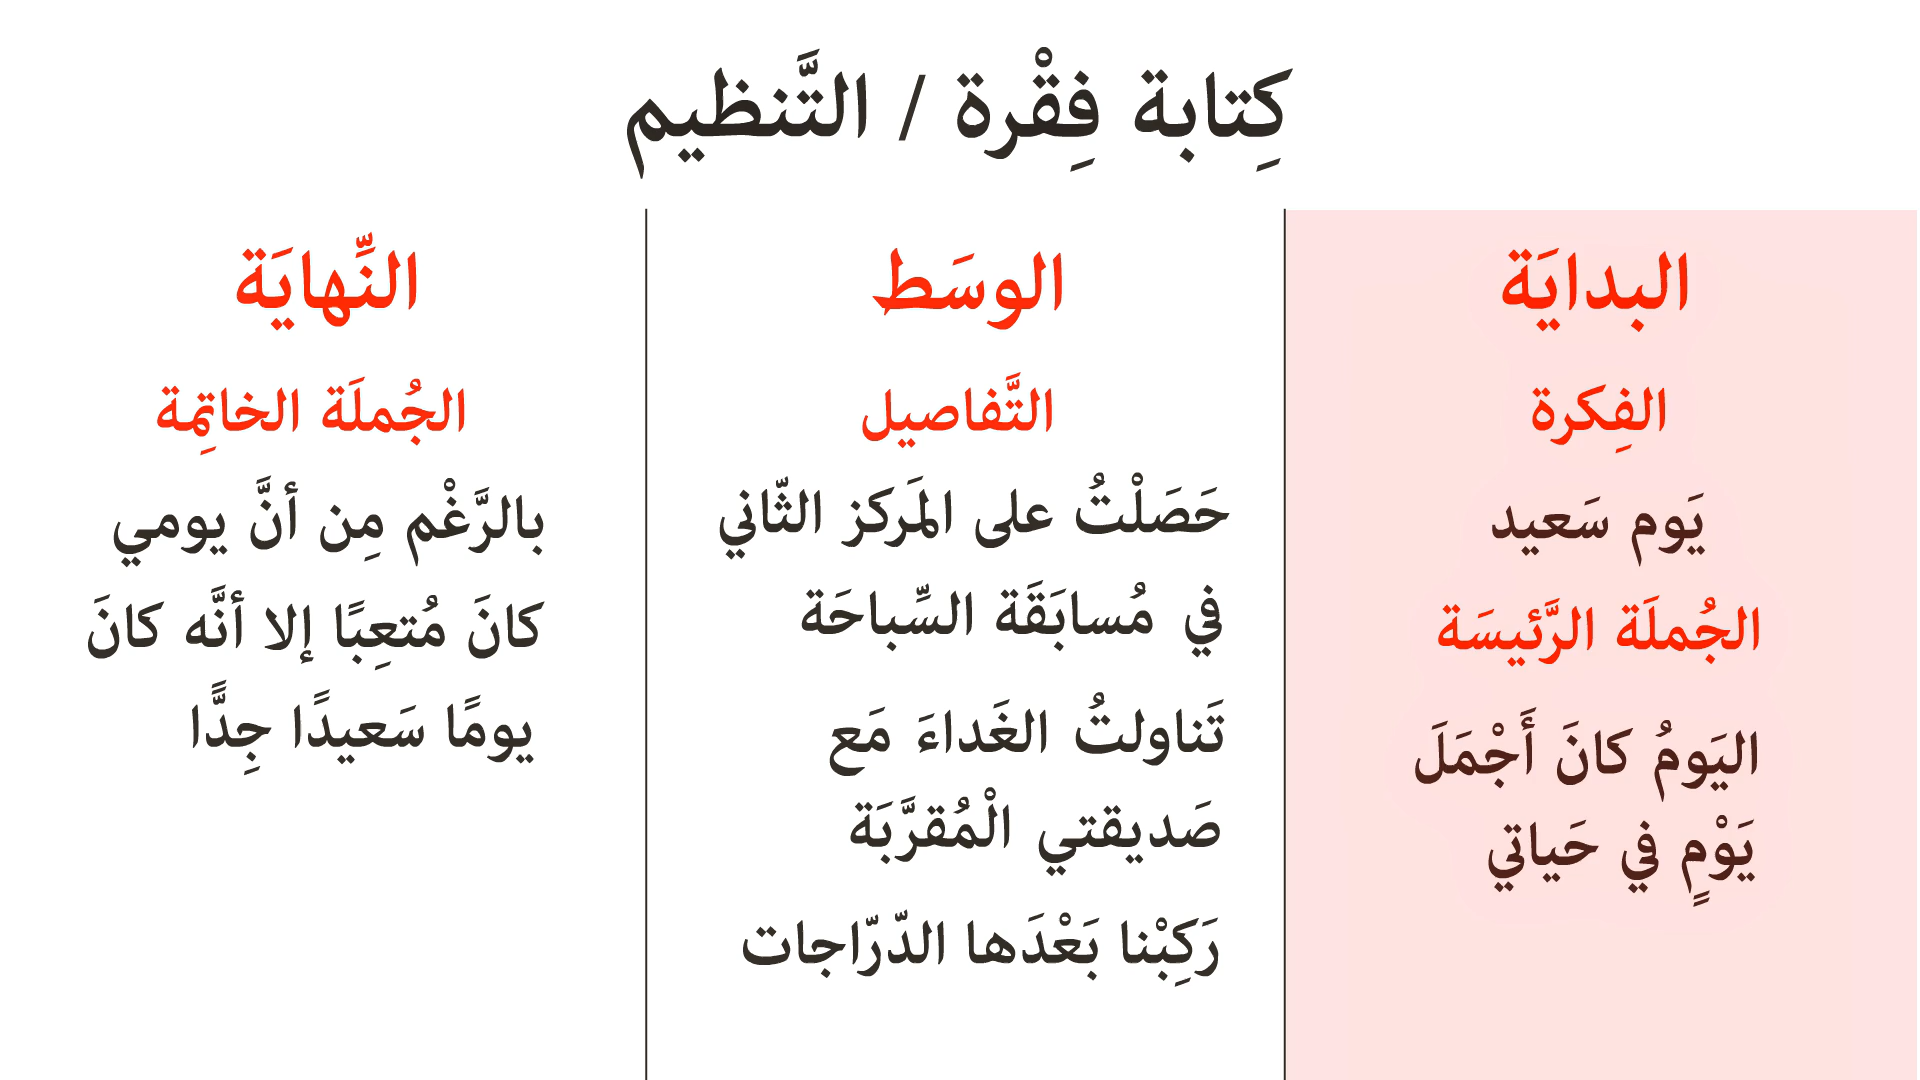 كِتابة فِقْرة / التَّنظيم
البدايَة
الفِكرة
يَوم سَعيد
الجُملَة الرَّئيسَة
اليَومُ كانَ أَجْمَلَ
يَوْمٍ في حَياتي
الوسَط
التَّفاصيل
حَصَلْتُ على المَركز الثّاني
في مُسابَقَة السِّباحَة
تَناولتُ الغَداءَ مَع
صَديقتي الْمُقرَّبَة
رَكِبْنا بَعْدَها الدّرّاجات
النِّهايَة
الجُملَة الخاتِمة
بالرَّغْم مِن أنَّ يومي
كانَ مُتعِبًا إلا أنَّه كانَ
يومًا سَعيدًا جِدًّا